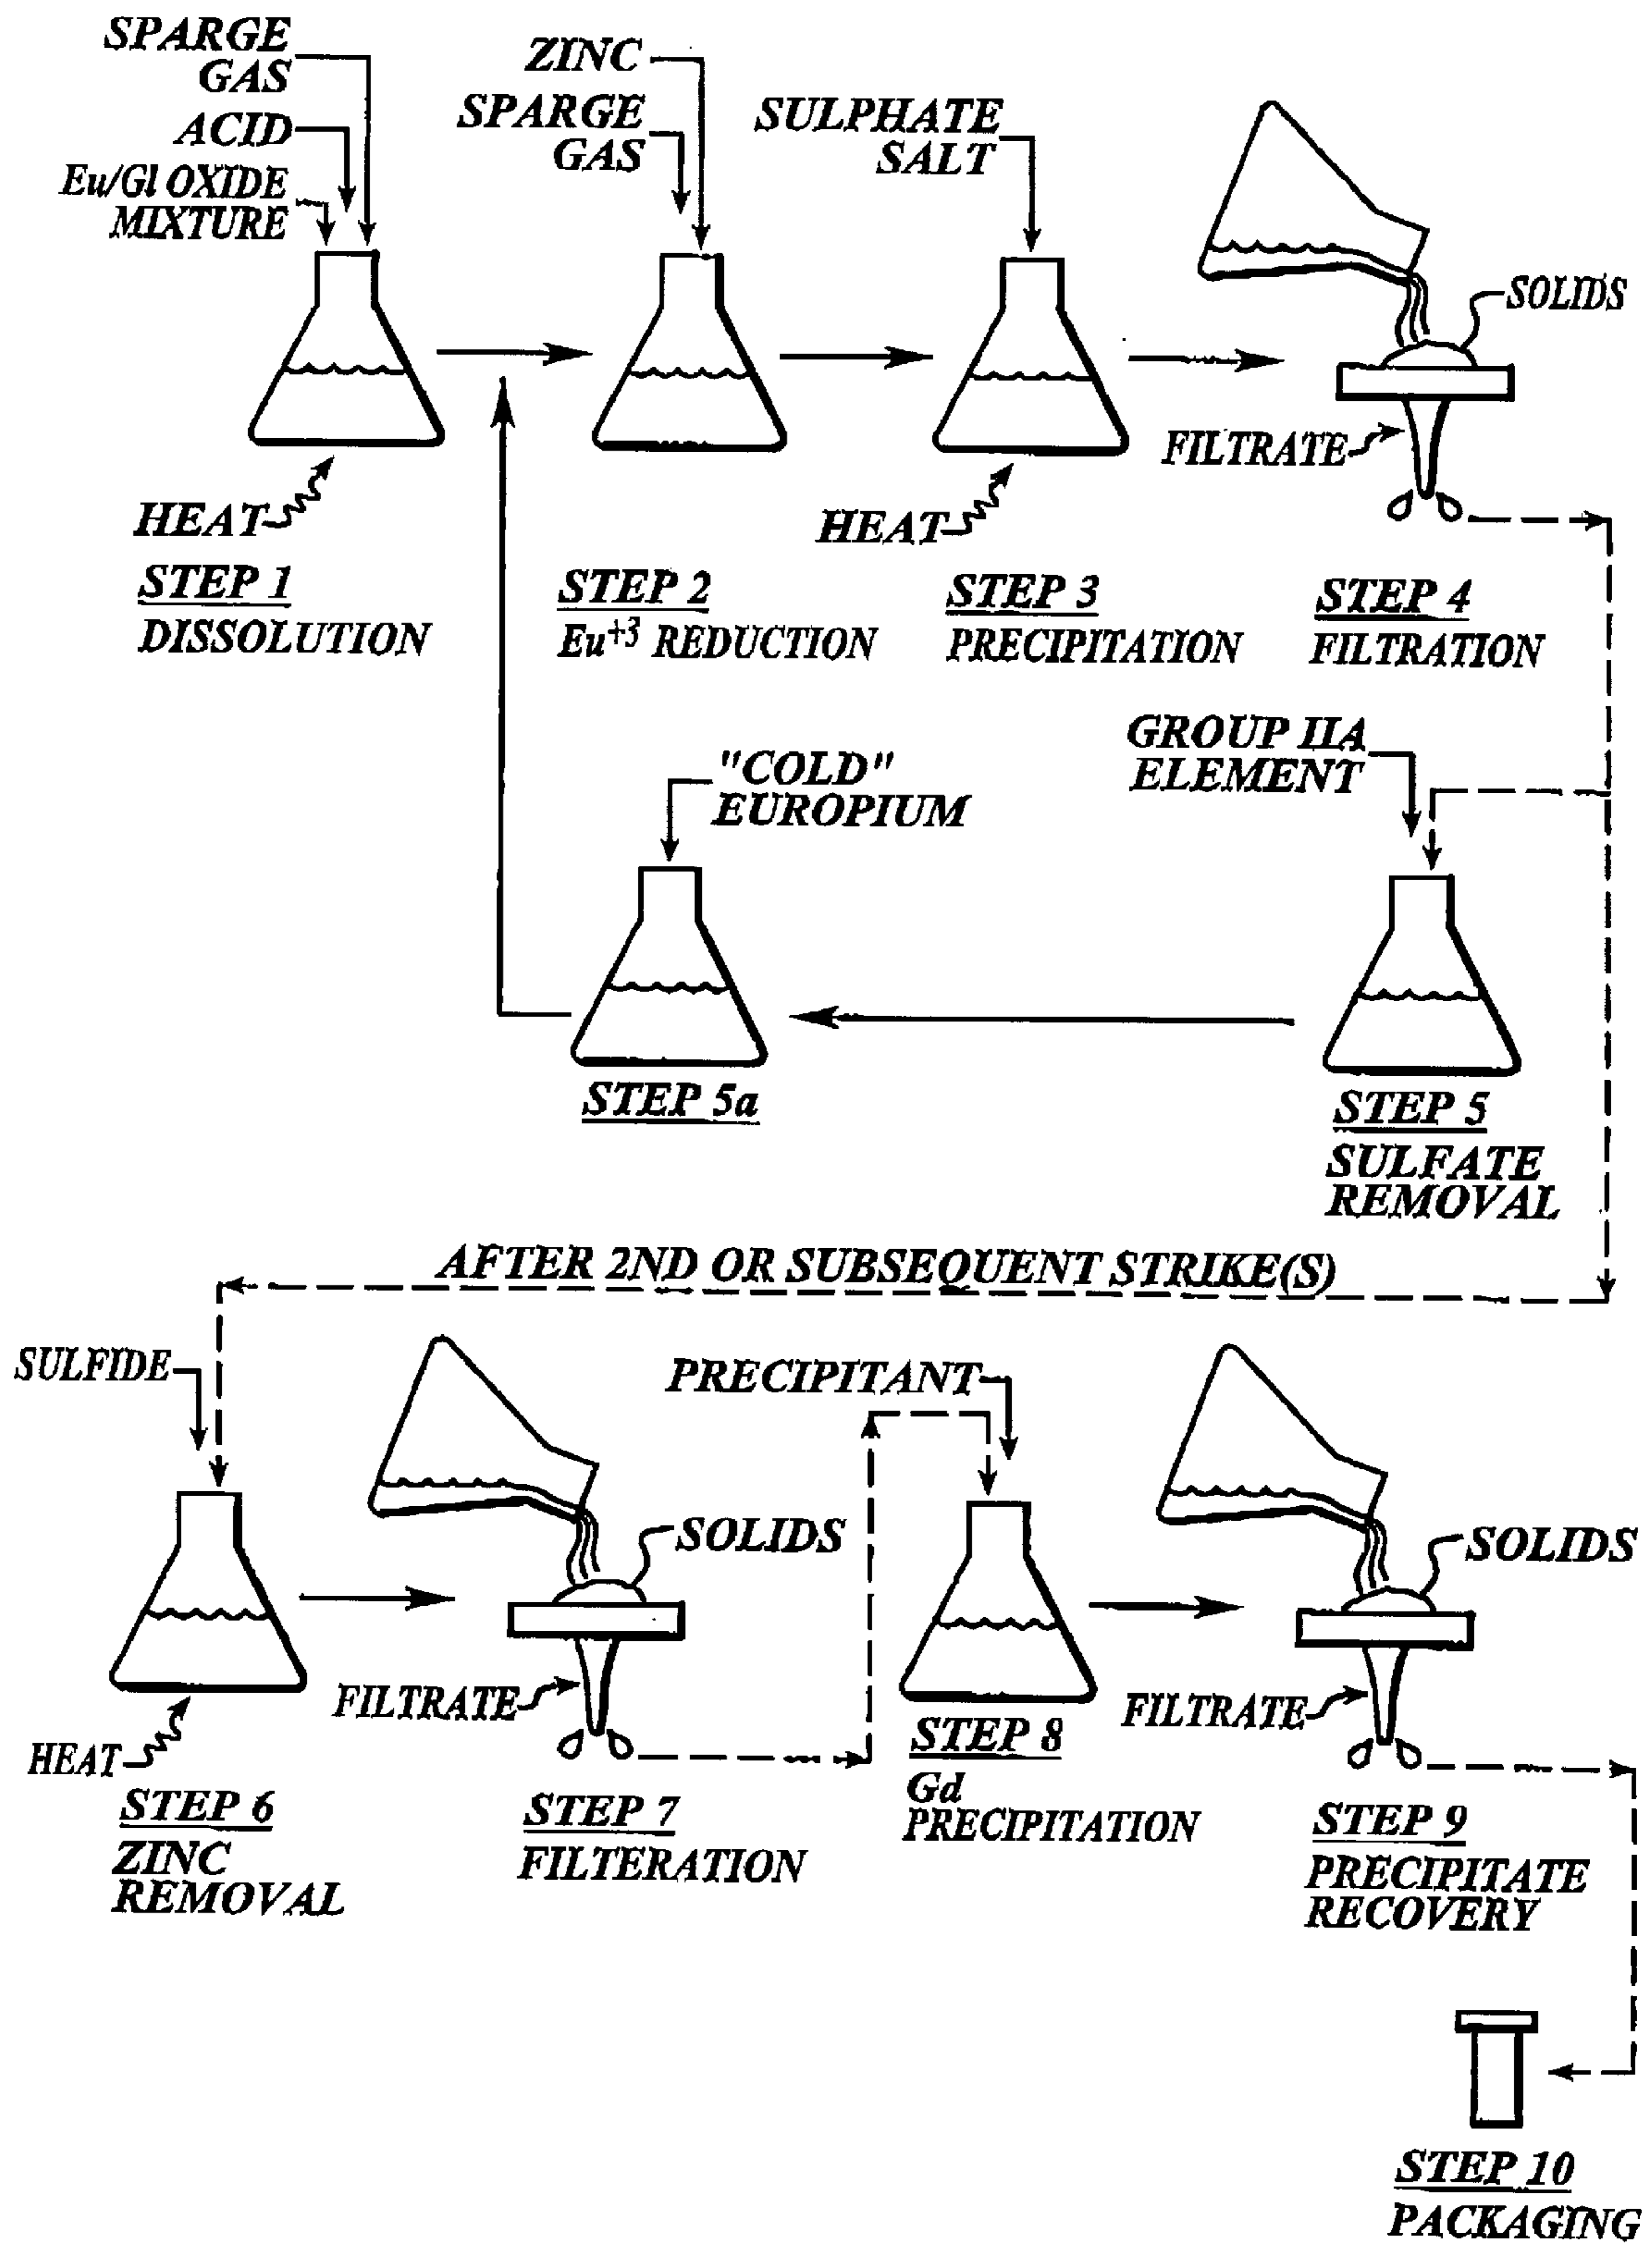 SPARGE
GAS
ACID
Eu/Gl OXIDE
MIXTURE
HEAT
STEP 1
DISSOLUTION
ZINC
SPARGE
GAS
STEP 2
Eu+3 REDUCTION
SULPHATE
SALT
HEAT
STEP 3
PRECIPITATION
SOLIDS
FILTRATE
STEP 4
FILTRATION
GROUP IIA
ELEMENT
STEP 5
SULFATE
REMOVAL
"COLD"
EUROPIUM
STEP 5a
AFTER 2ND OR SUBSEQUENT STRIKE(S)
SULFIDE
HEAT
STEP 6
ZINC
REMOVAL
SOLIDS
FILTRATE
STEP 7
FILTERATION
PRECIPITANT
STEP 8
Gd
PRECIPITATION
SOLIDS
FILTRATE
STEP 9
PRECIPITATE
RECOVERY
STEP 10
PACKAGING